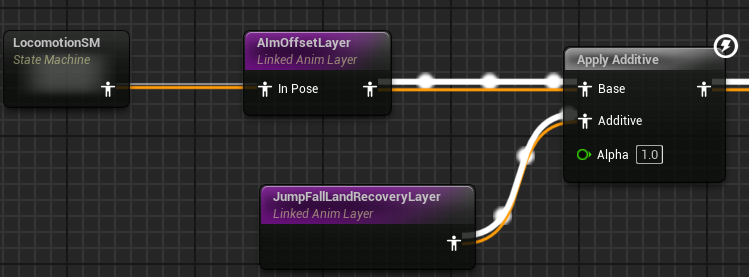 LocomotionSM
State Machine
AImOffsetLayer
Linked Anim Layer
In Pose
Apply Additive
Base
Additive
Alpha 1.0
JumpFallLandRecoveryLayer
Linked Anim Layer